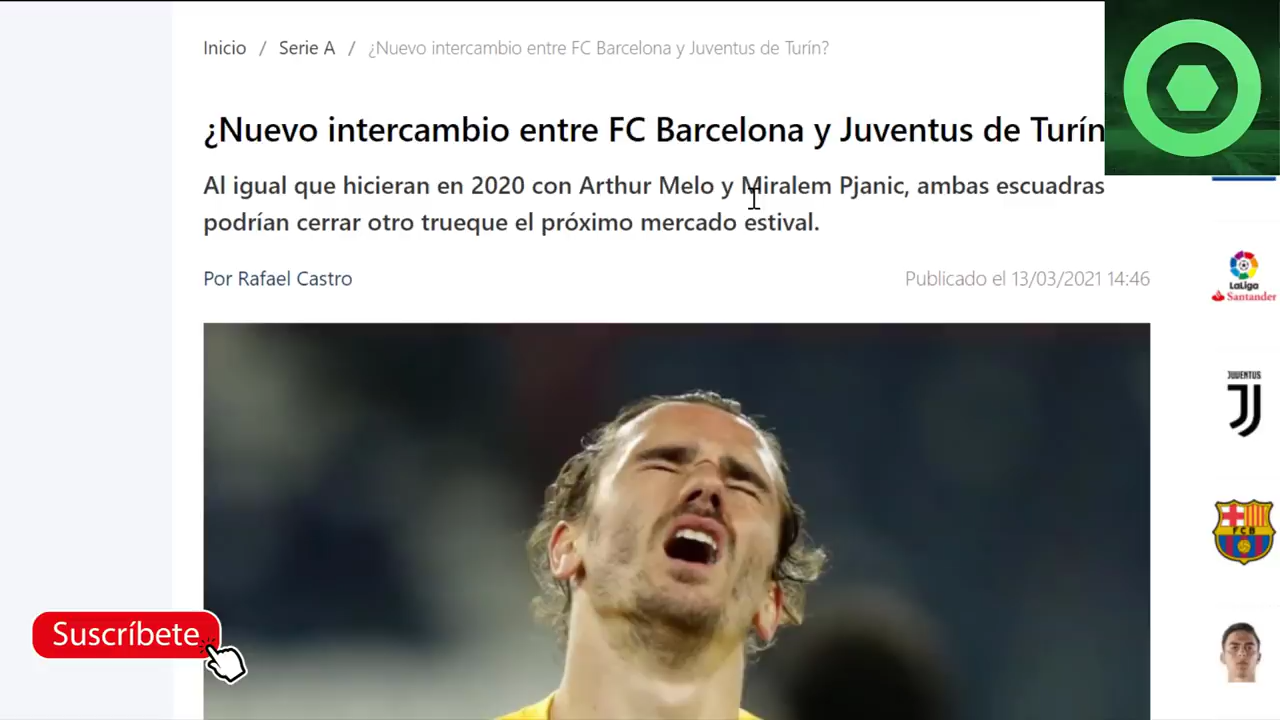 Inicio / Serie A / ¿Nuevo intercambio entre FC Barcelona y Juventus de Turín?
¿Nuevo intercambio entre FC Barcelona y Juventus de Turín
Al igual que hicieran en 2020 con Arthur Melo y Miralem Pjanic, ambas escuadras
podrían cerrar otro trueque el próximo mercado estival.
Por Rafael Castro
Publicado el 13/03/2021 14:46
LaLiga
Santander
JUVENTUS
FCB
Suscríbete